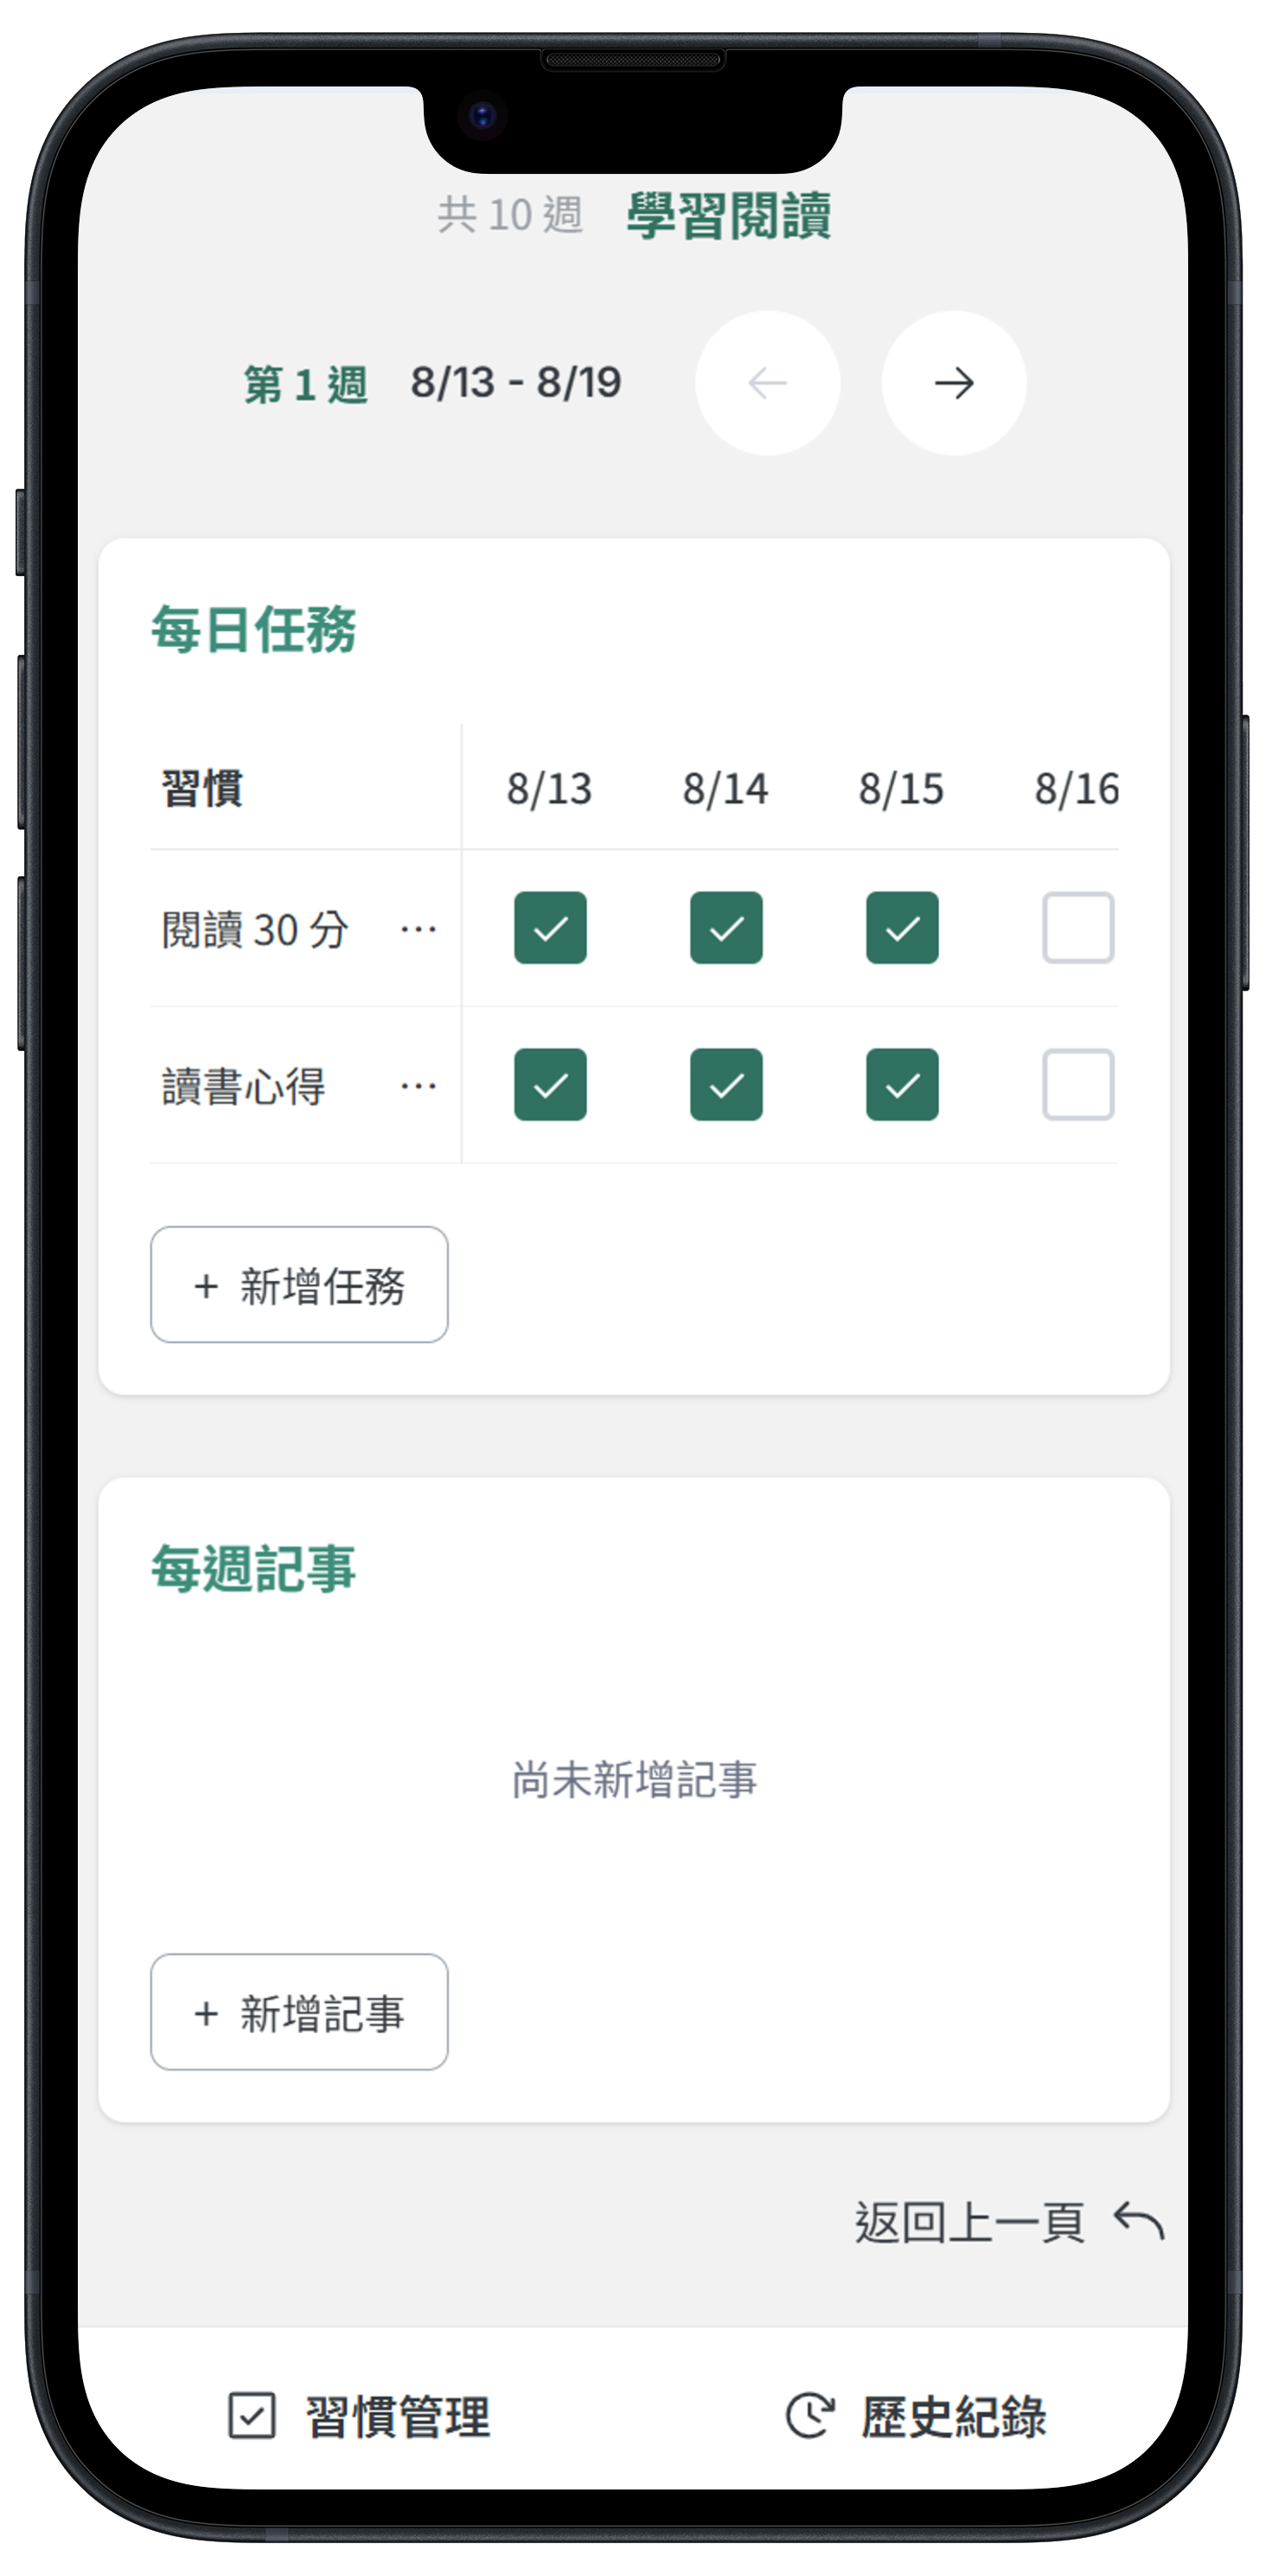 共 10 週 學習閱讀
第 1 週 8/13 - 8/19
每日任務
習慣 8/13 8/14 8/15 8/16
閱讀 30 分 ...
讀書心得 ...
+ 新增任務
每週記事
尚未新增記事
+ 新增記事
返回上一頁
習慣管理 歷史紀錄